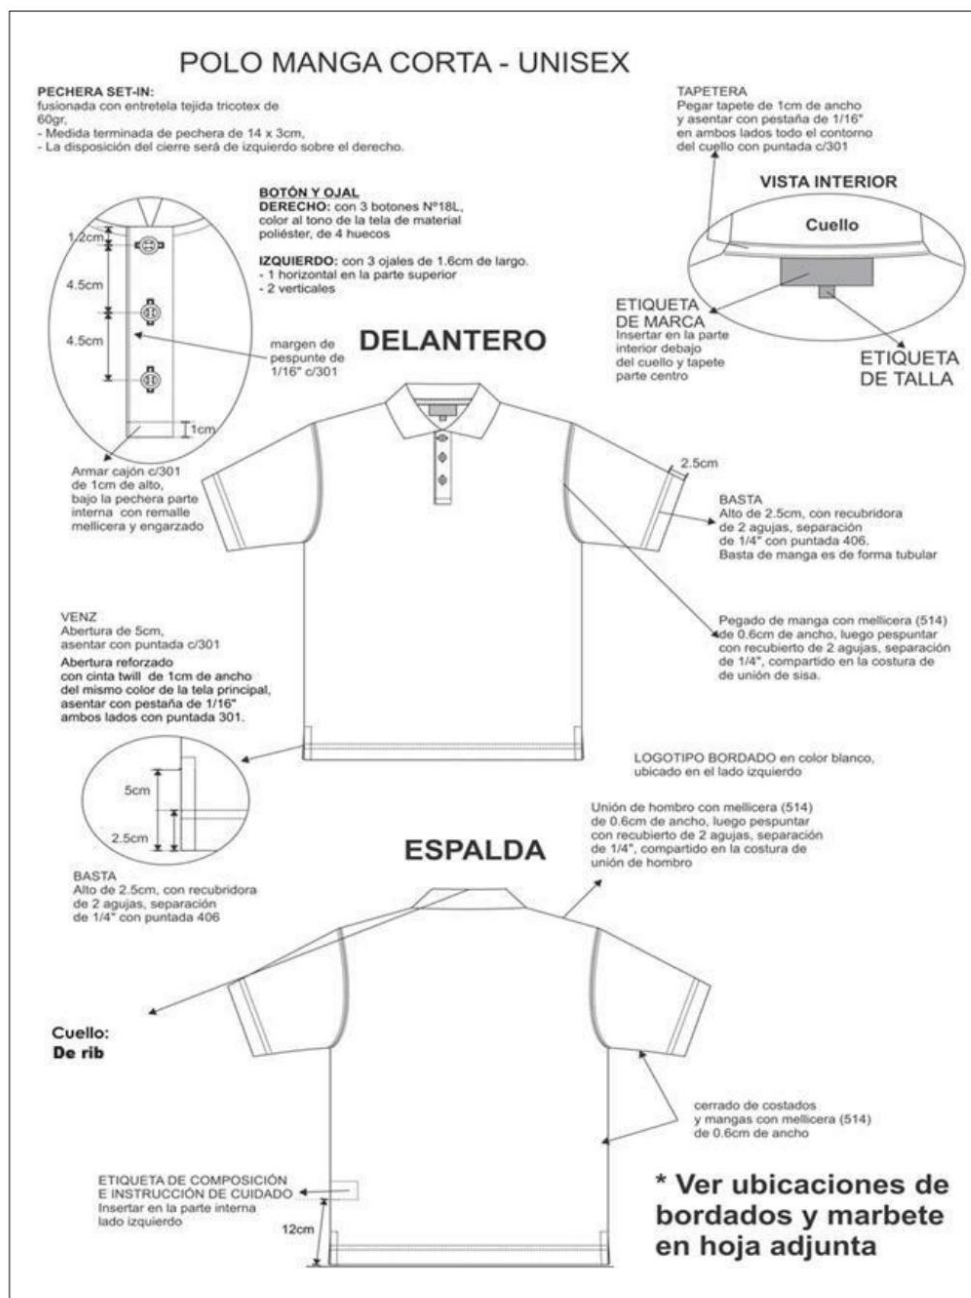 POLO MANGA CORTA - UNISEX
PECHERA SET-IN:
fusionada con entretela tejida tricotex de
60gr,
- Medida terminada de pechera de 14 x 3cm,
- La disposición del cierre será de izquierdo sobre el derecho.
TAPETERA
Pegar tapete de 1cm de ancho
y asentar con pestaña de 1/16"
en ambos lados todo el contorno
del cuello con puntada c/301
VISTA INTERIOR
Cuello
BOTÓN Y OJAL
DERECHO: con 3 botones Nº18L,
color al tono de la tela de material
poliéster, de 4 huecos
IZQUIERDO: con 3 ojales de 1.6cm de largo.
- 1 horizontal en la parte superior
- 2 verticales
1.2cm
4.5cm
4.5cm
1cm
margen de
pespunte de
1/16" c/301
ETIQUETA
DE MARCA
Insertar en la parte
interior debajo
del cuello y tapete
parte centro
ETIQUETA
DE TALLA
DELANTERO
Armar cajón c/301
de 1cm de alto,
bajo la pechera parte
interna con remalle
mellicera y engarzado
2.5cm
BASTA
Alto de 2.5cm, con recubridora
de 2 agujas, separación
de 1/4" con puntada 406.
Basta de manga es de forma tubular
VENZ
Abertura de 5cm,
asentar con puntada c/301
Abertura reforzado
con cinta twill de 1cm de ancho
del mismo color de la tela principal,
asentar con pestaña de 1/16"
ambos lados con puntada 301.
Pegado de manga con mellicera (514)
de 0.6cm de ancho, luego pespuntar
con recubierto de 2 agujas, separación
de 1/4", compartido en la costura de
de unión de sisa.
5cm
2.5cm
LOGOTIPO BORDADO en color blanco,
ubicado en el lado izquierdo
Unión de hombro con mellicera (514)
de 0.6cm de ancho, luego pespuntar
con recubierto de 2 agujas, separación
de 1/4", compartido en la costura de
unión de hombro
BASTA
Alto de 2.5cm, con recubridora
de 2 agujas, separación
de 1/4" con puntada 406
ESPALDA
Cuello:
De rib
cerrado de costados
y mangas con mellicera (514)
de 0.6cm de ancho
ETIQUETA DE COMPOSICIÓN
E INSTRUCCIÓN DE CUIDADO
Insertar en la parte interna
lado izquierdo
12cm
* Ver ubicaciones de
bordados y marbete
en hoja adjunta